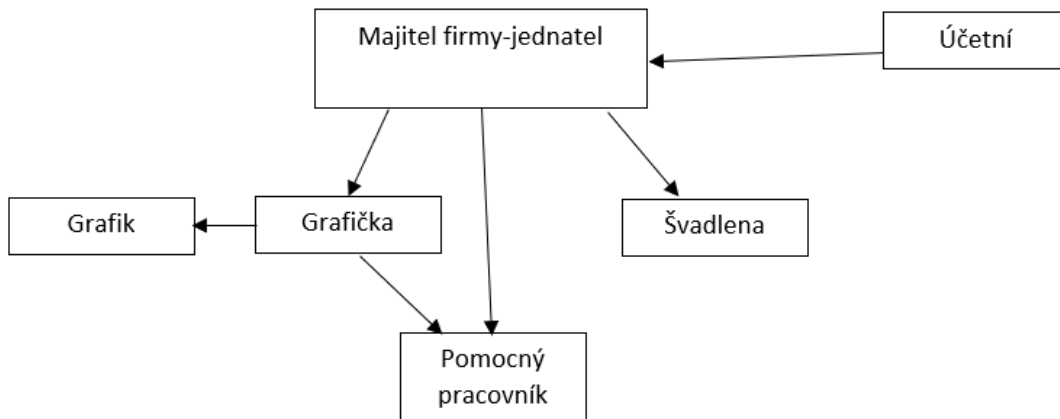 Majitel firmy-jednatel
Účetní
Grafik
Grafička
Švadlena
Pomocný
pracovník